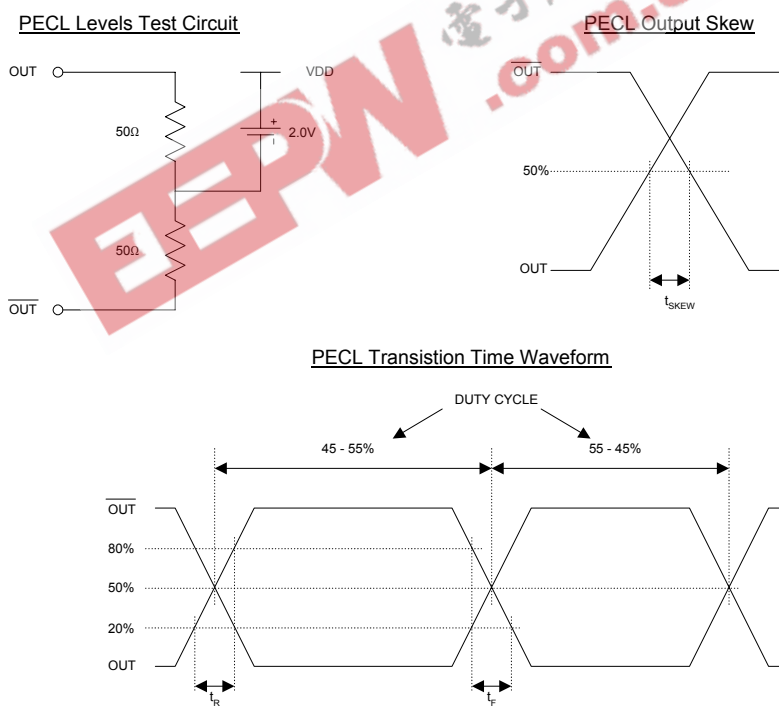 PECL Levels Test Circuit
OUT
VDD
50Ω
+
2.0V
-
50Ω
OUT
PECL Output Skew
OUT
50%
OUT
tSKEW
EEPW
.com.
PECL Transistion Time Waveform
DUTY CYCLE
45 - 55%
55 - 45%
OUT
80%
50%
20%
OUT
tR
tF